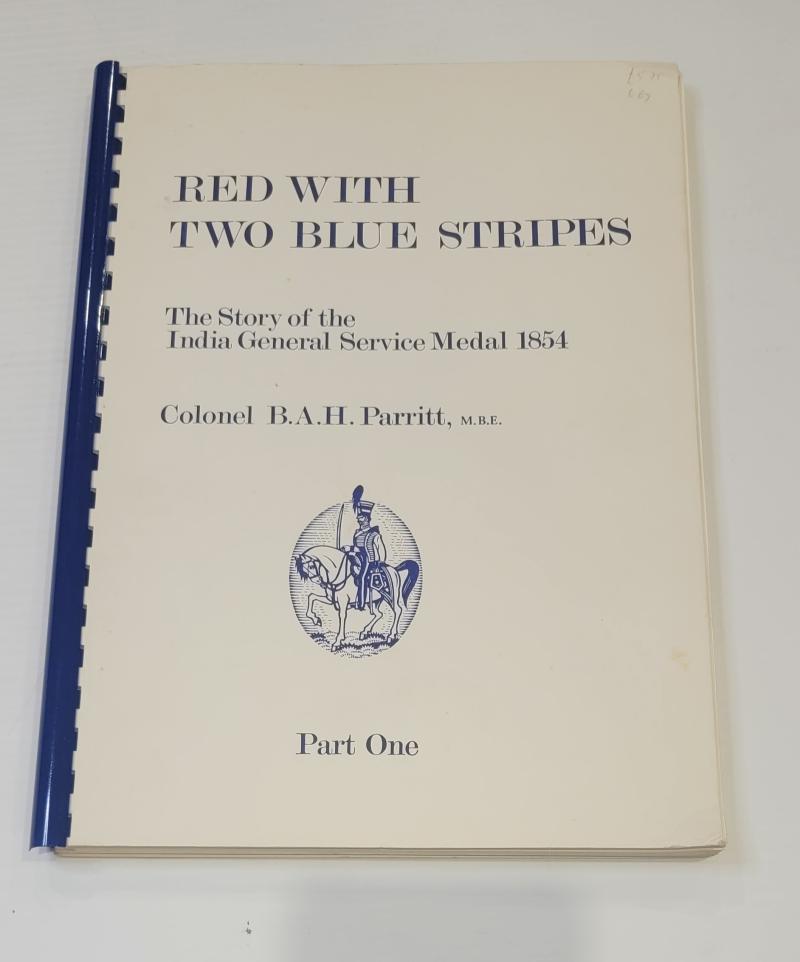 RED WITH
TWO BLUE STRIPES
The Story of the
India General Service Medal 1854
Colonel B.A.H. Parritt, M.B.E.
Part One